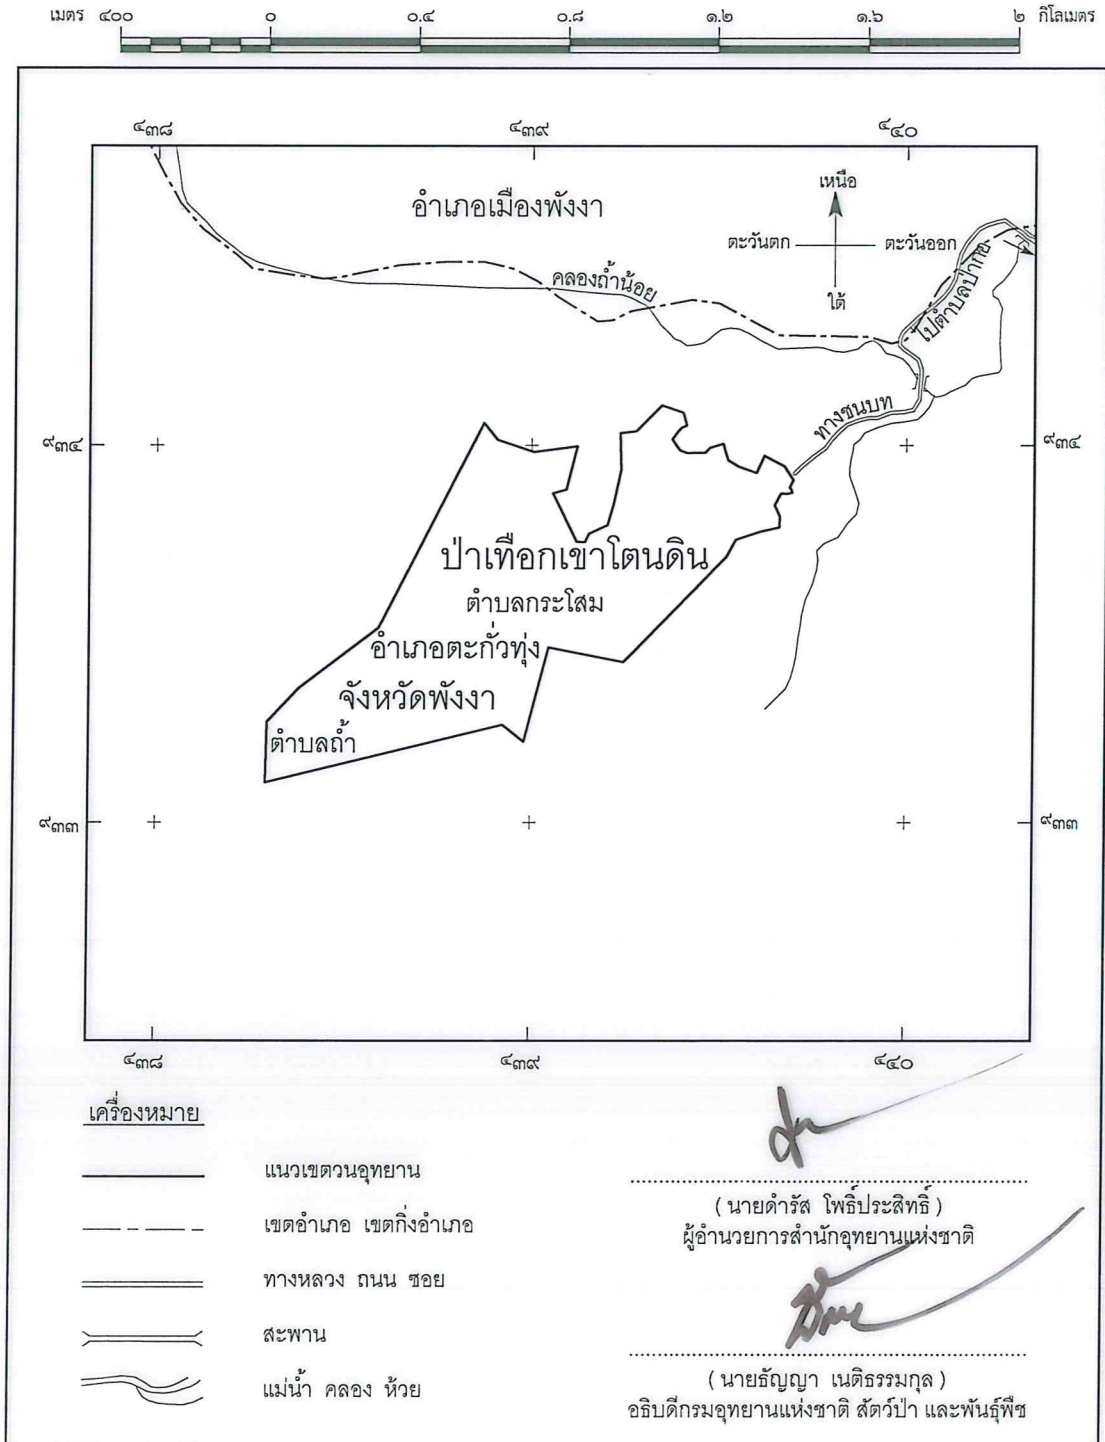 เมตร ๔๐๐ ๐ ๐.๔ ๐.๘ ๑.๒ ๑.๖ ๒ กิโลเมตร
๔๓๘ ๔๓๙ ๔๔๐
เหนือ
อำเภอเมืองพังงา
ตะวันตก ตะวันออก
ใต้
คลองถ้ำน้อย
ไปตำบลป่ากอ
ทางชนบท
๙๓๔ ๙๓๔
ป่าเทือกเขาโตนดิน
ตำบลกระโสม
อำเภอตะกั่วทุ่ง
จังหวัดพังงา
ตำบลถ้ำ
๙๓๓ ๙๓๓
๔๓๘ ๔๓๙ ๔๔๐
เครื่องหมาย
แนวเขตวนอุทยาน
เขตอำเภอ เขตกิ่งอำเภอ
ทางหลวง ถนน ซอย
สะพาน
แม่น้ำ คลอง ห้วย
(นายดำรัส โพธิ์ประสิทธิ์)
ผู้อำนวยการสำนักอุทยานแห่งชาติ
(นายธัญญา เนติธรรมกุล)
อธิบดีกรมอุทยานแห่งชาติ สัตว์ป่า และพันธุ์พืช